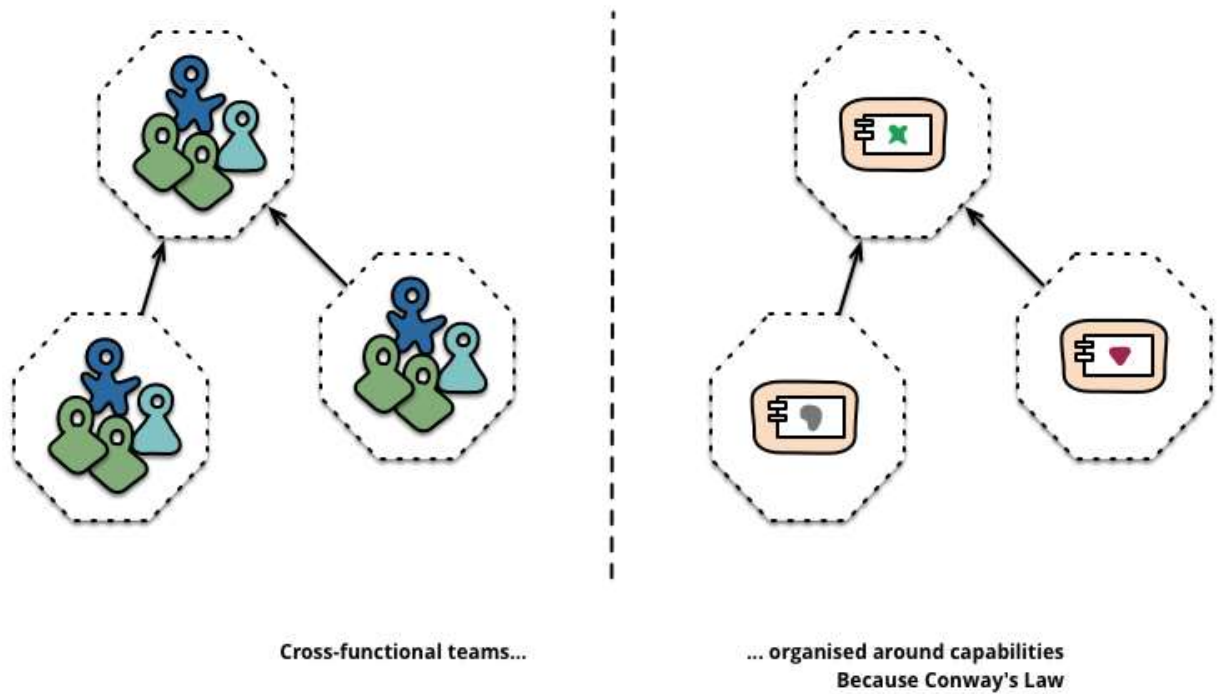 Cross-functional teams...
... organised around capabilities
Because Conway's Law